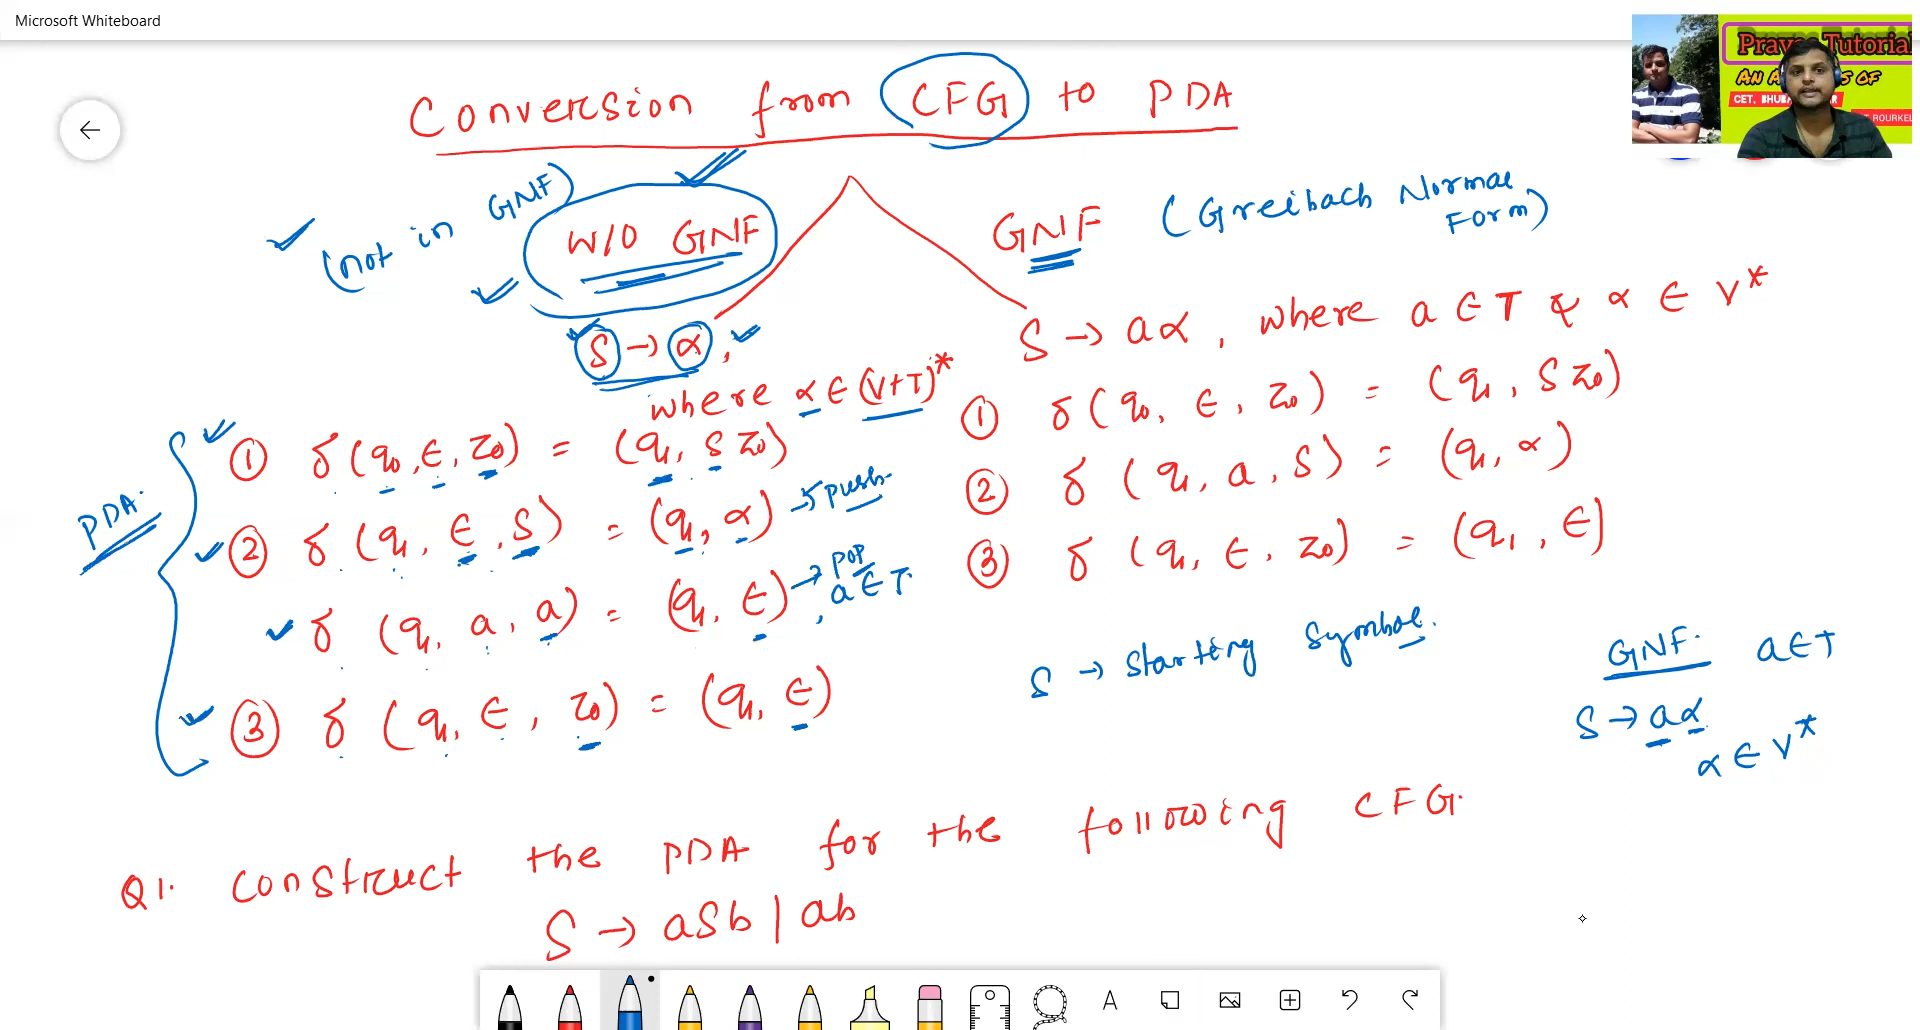 Microsoft Whiteboard
Conversion from CFG to PDA
(not in GNF)
W/O GNF
GNF (Greibach Normal Form)
S → α,
where α ∈ (V+T)*
① δ(q0, ∈, z0) = (q1, S z0)
② δ(q1, ∈, S) = (q1, α) → push
δ(q1, a, a) = (q1, ∈) → pop, a ∈ T
③ δ(q1, ∈, z0) = (q1, ∈)
PDA.
S → aα, where a ∈ T & α ∈ V*
① δ(q0, ∈, z0) = (q1, S z0)
② δ(q1, a, S) = (q1, α)
③ δ(q1, ∈, z0) = (q1, ∈)
S → starting symbol.
GNF. a∈T
S → aα
α ∈ V*
Q1. Construct the PDA for the following CFG.
S → aSb | ab
Tutorial
CET,
A